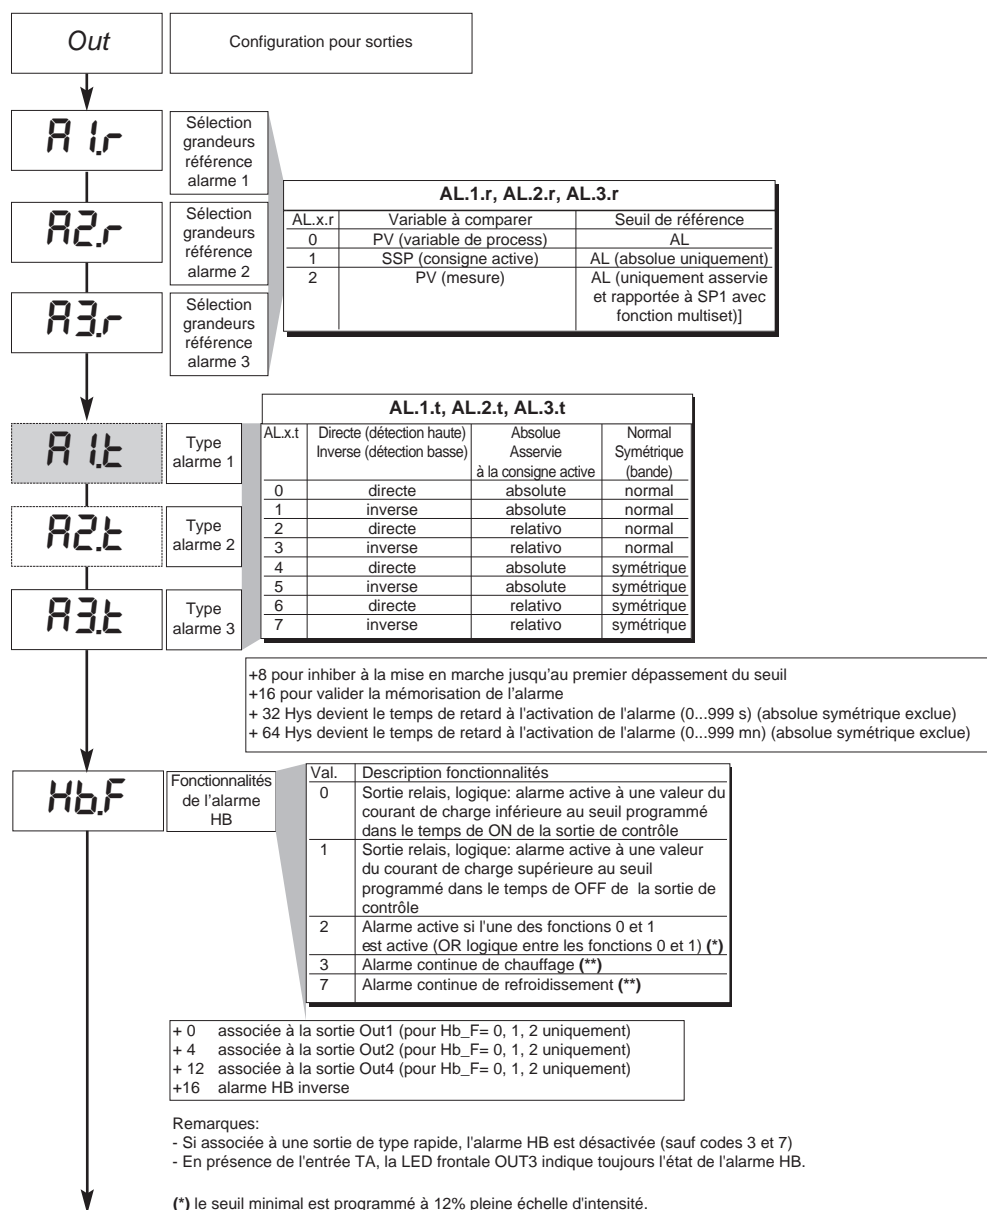 Out
Configuration pour sorties
A1.r
Sélection
grandeurs
référence
alarme 1
A2.r
Sélection
grandeurs
référence
alarme 2
A3.r
Sélection
grandeurs
référence
alarme 3
AL.1.r, AL.2.r, AL.3.r
AL.x.r Variable à comparer Seuil de référence
0 PV (variable de process) AL
1 SSP (consigne active) AL (absolue uniquement)
2 PV (mesure) AL (uniquement asservie
et rapportée à SP1 avec
fonction multiset)]
A1.t
Type
alarme 1
A2.t
Type
alarme 2
A3.t
Type
alarme 3
AL.1.t, AL.2.t, AL.3.t
AL.x.t Directe (détection haute) Absolue Normal
Inverse (détection basse) Asservie Symétrique
à la consigne active (bande)
0 directe absolute normal
1 inverse absolute normal
2 directe relativo normal
3 inverse relativo normal
4 directe absolute symétrique
5 inverse absolute symétrique
6 directe relativo symétrique
7 inverse relativo symétrique
+8 pour inhiber à la mise en marche jusqu'au premier dépassement du seuil
+16 pour valider la mémorisation de l'alarme
+ 32 Hys devient le temps de retard à l'activation de l'alarme (0...999 s) (absolue symétrique exclue)
+ 64 Hys devient le temps de retard à l'activation de l'alarme (0...999 mn) (absolue symétrique exclue)
Hb.F
Fonctionnalités
de l'alarme
HB
Val. Description fonctionnalités
0 Sortie relais, logique: alarme active à une valeur du
courant de charge inférieure au seuil programmé
dans le temps de ON de la sortie de contrôle
1 Sortie relais, logique: alarme active à une valeur
du courant de charge supérieure au seuil
programmé dans le temps de OFF de la sortie de
contrôle
2 Alarme active si l'une des fonctions 0 et 1
est active (OR logique entre les fonctions 0 et 1) (*)
3 Alarme continue de chauffage (**)
7 Alarme continue de refroidissement (**)
+ 0 associée à la sortie Out1 (pour Hb_F= 0, 1, 2 uniquement)
+ 4 associée à la sortie Out2 (pour Hb_F= 0, 1, 2 uniquement)
+ 12 associée à la sortie Out4 (pour Hb_F= 0, 1, 2 uniquement)
+16 alarme HB inverse
Remarques:
- Si associée à une sortie de type rapide, l'alarme HB est désactivée (sauf codes 3 et 7)
- En présence de l'entrée TA, la LED frontale OUT3 indique toujours l'état de l'alarme HB.
(*) le seuil minimal est programmé à 12% pleine échelle d'intensité.